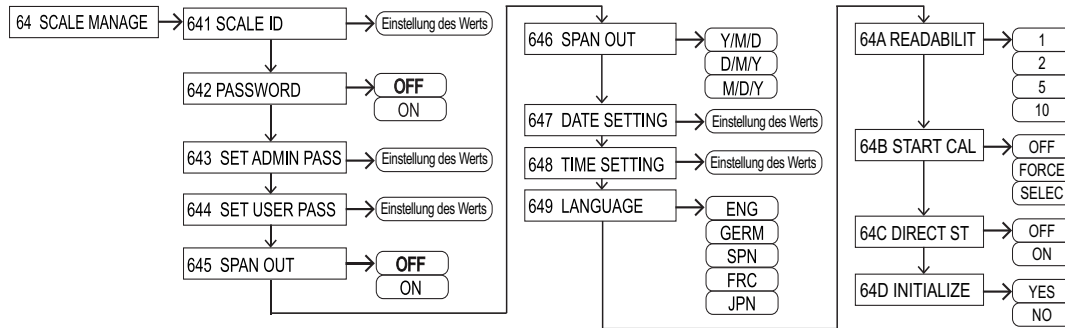 64 SCALE MANAGE
641 SCALE ID
Einstellung des Werts
642 PASSWORD
OFF
ON
643 SET ADMIN PASS
Einstellung des Werts
644 SET USER PASS
Einstellung des Werts
645 SPAN OUT
OFF
ON
646 SPAN OUT
Y/M/D
D/M/Y
M/D/Y
647 DATE SETTING
Einstellung des Werts
648 TIME SETTING
Einstellung des Werts
649 LANGUAGE
ENG
GERM
SPN
FRC
JPN
64A READABILIT
1
2
5
10
64B START CAL
OFF
FORCE
SELEC
64C DIRECT ST
OFF
ON
64D INITIALIZE
YES
NO